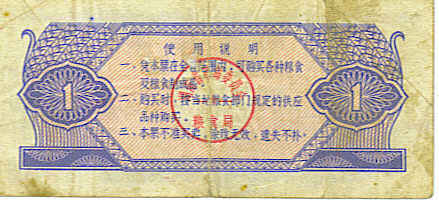 使用说明
一、凭本票在全
内，可购买各种粮食
及粮食制成品。
二、购买时，按当地粮食部门规定的供应
品种购买。
三、本票不准买卖，涂改无效，遗失不补。
1
1
粮食局